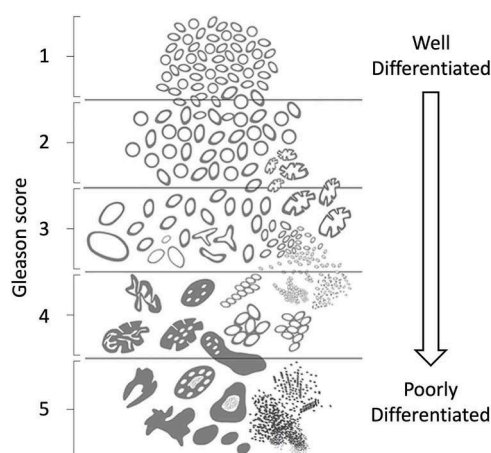 Gleason score
1
2
3
4
5
Well
Differentiated
Poorly
Differentiated